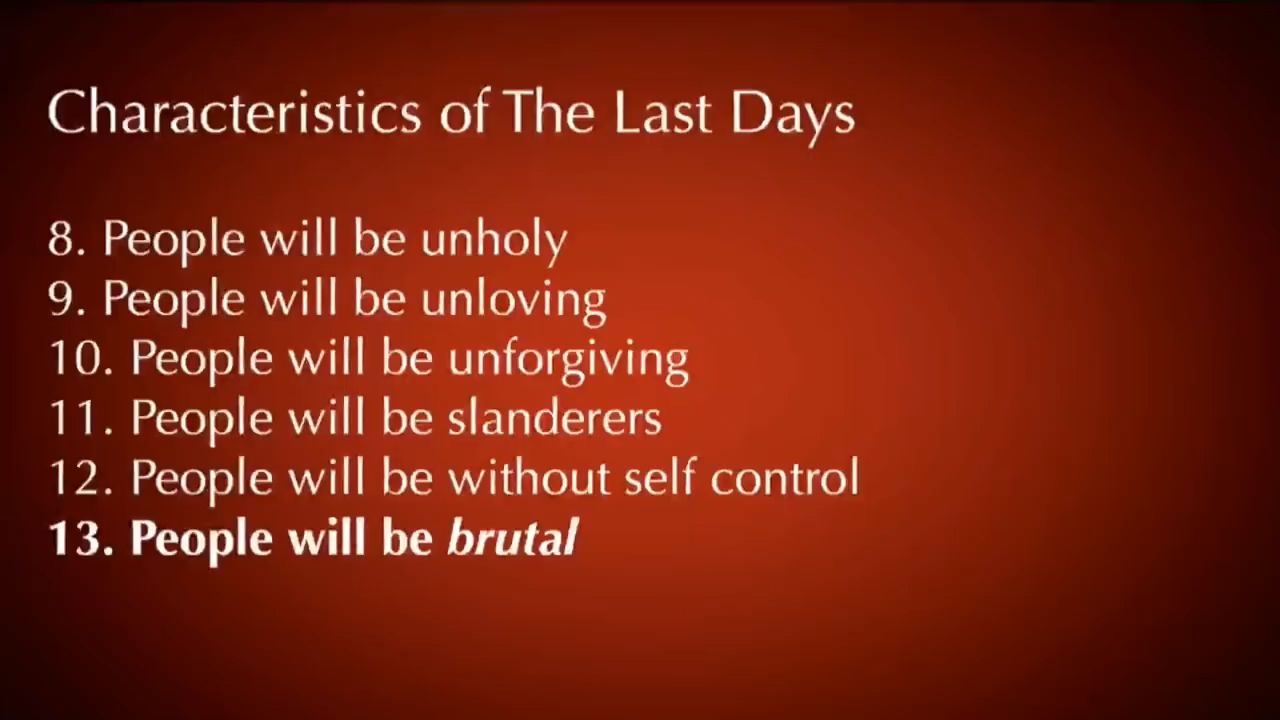 Characteristics of The Last Days
8. People will be unholy
9. People will be unloving
10. People will be unforgiving
11. People will be slanderers
12. People will be without self control
13. People will be brutal